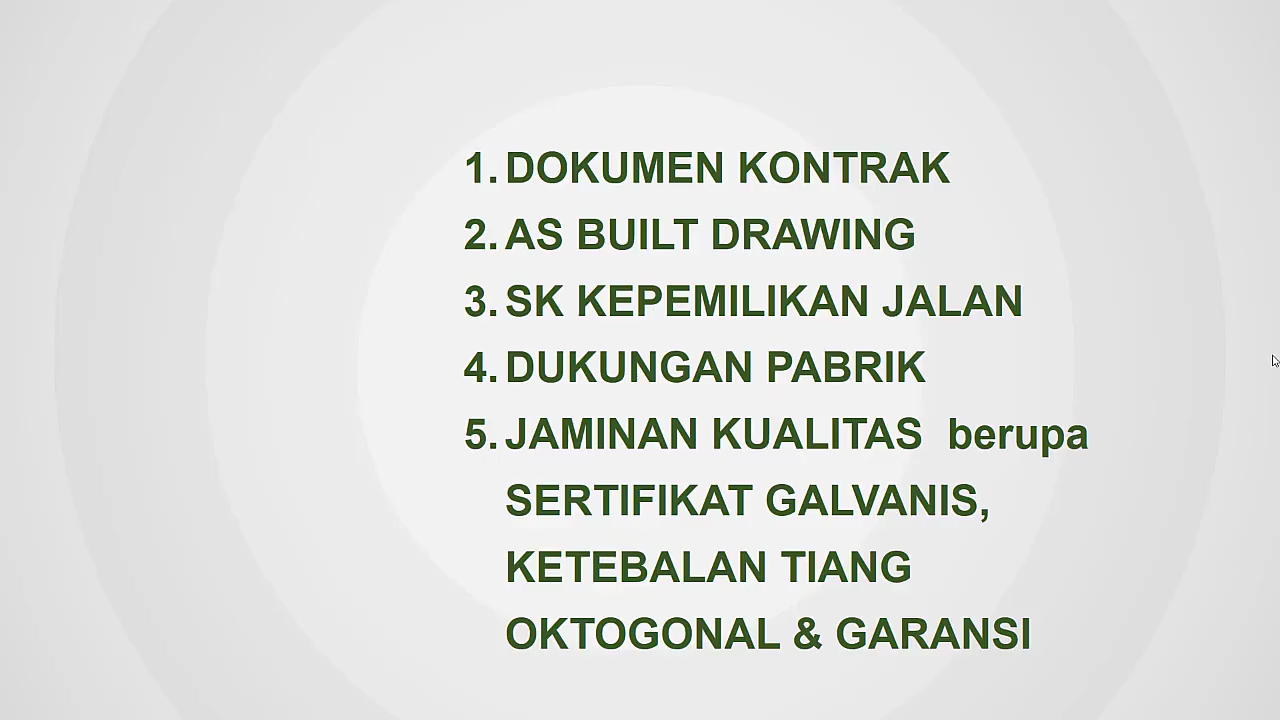 1. DOKUMEN KONTRAK
2. AS BUILT DRAWING
3. SK KEPEMILIKAN JALAN
4. DUKUNGAN PABRIK
5. JAMINAN KUALITAS berupa
SERTIFIKAT GALVANIS,
KETEBALAN TIANG
OKTOGONAL & GARANSI